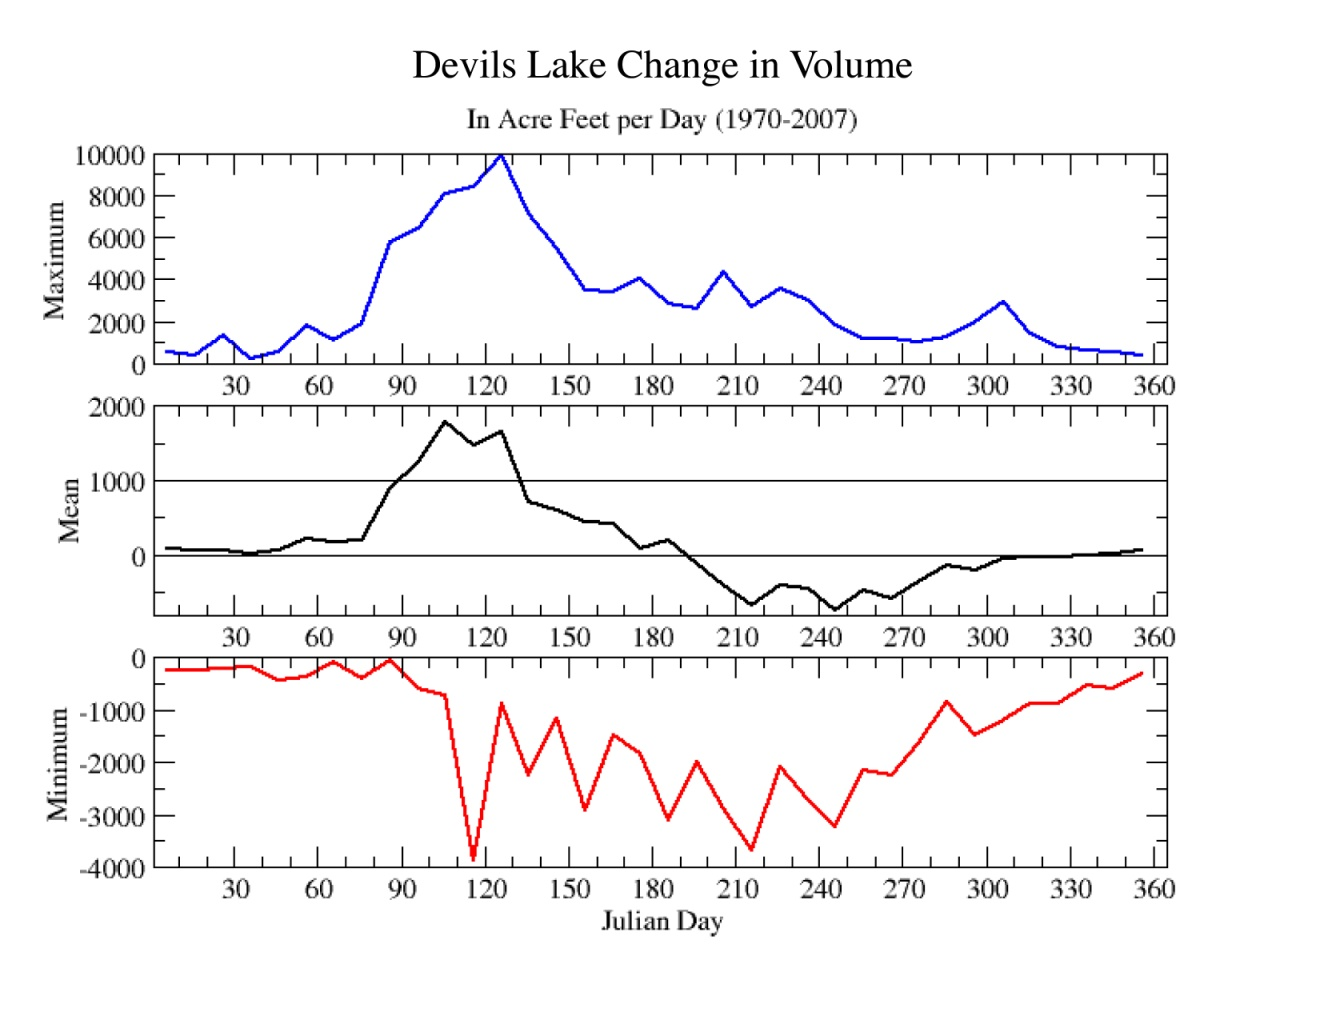 Devils Lake Change in Volume
In Acre Feet per Day (1970-2007)
Maximum
10000
8000
6000
4000
2000
0
30 60 90 120 150 180 210 240 270 300 330 360
Mean
2000
1000
0
30 60 90 120 150 180 210 240 270 300 330 360
Minimum
0
-1000
-2000
-3000
-4000
30 60 90 120 150 180 210 240 270 300 330 360
Julian Day